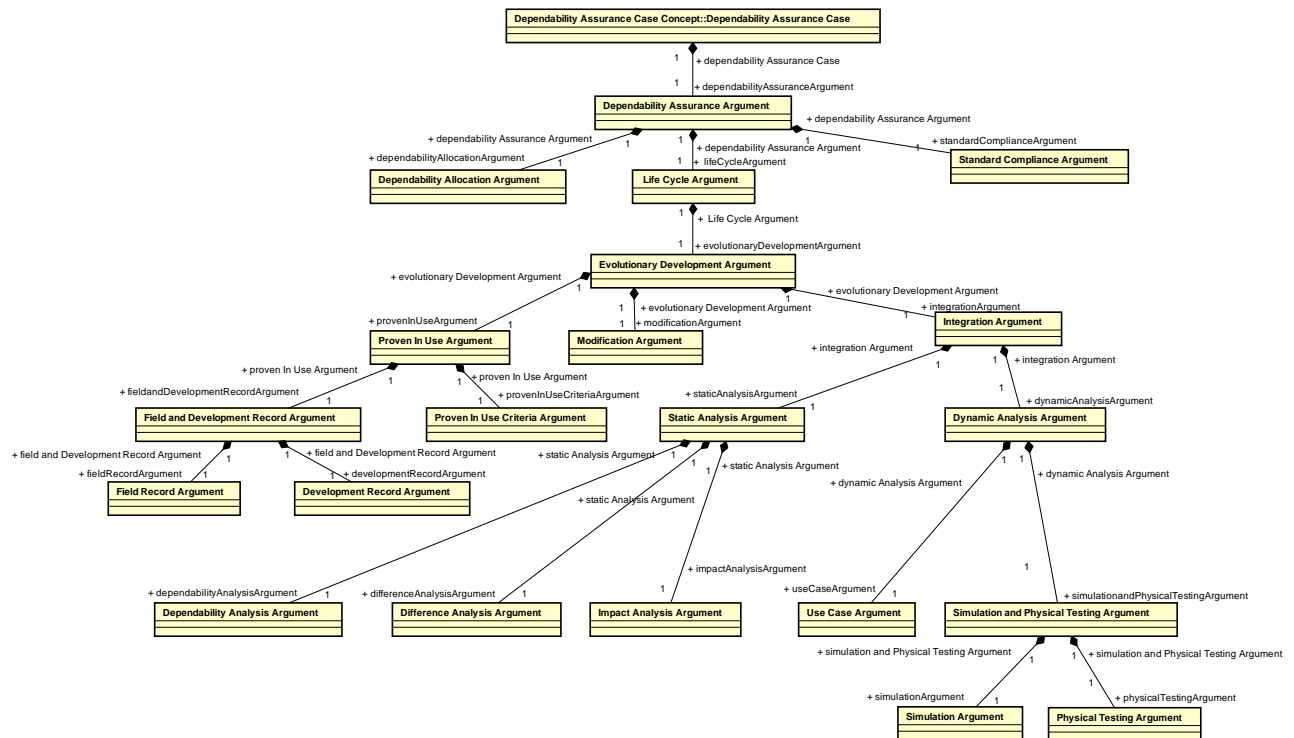 Dependability Assurance Case Concept::Dependability Assurance Case
1
+ dependability Assurance Case
1
+ dependabilityAssuranceArgument
Dependability Assurance Argument
+ dependability Assurance Argument
1
+ dependabilityAllocationArgument
1
Dependability Allocation Argument
1
+ dependability Assurance Argument
1
+ lifeCycleArgument
Life Cycle Argument
+ dependability Assurance Argument
1
+ standardComplianceArgument
1
Standard Compliance Argument
1
+ Life Cycle Argument
1
+ evolutionaryDevelopmentArgument
Evolutionary Development Argument
+ evolutionary Development Argument
1
+ provenInUseArgument
1
Proven In Use Argument
1
+ evolutionary Development Argument
1
+ modificationArgument
Modification Argument
+ evolutionary Development Argument
1
+ integrationArgument
1
Integration Argument
+ proven In Use Argument
1
+ fieldandDevelopmentRecordArgument
1
Field and Development Record Argument
+ proven In Use Argument
1
+ provenInUseCriteriaArgument
1
Proven In Use Criteria Argument
+ integration Argument
1
+ staticAnalysisArgument
1
Static Analysis Argument
1
+ integration Argument
1
+ dynamicAnalysisArgument
Dynamic Analysis Argument
+ field and Development Record Argument
1
+ fieldRecordArgument
1
Field Record Argument
+ field and Development Record Argument
1
+ developmentRecordArgument
1
Development Record Argument
+ static Analysis Argument
1
+ dependabilityAnalysisArgument
1
Dependability Analysis Argument
1
+ static Analysis Argument
+ differenceAnalysisArgument
1
Difference Analysis Argument
1
+ static Analysis Argument
+ impactAnalysisArgument
1
Impact Analysis Argument
1
+ dynamic Analysis Argument
+ useCaseArgument
1
Use Case Argument
1
+ dynamic Analysis Argument
1
+ simulationandPhysicalTestingArgument
Simulation and Physical Testing Argument
+ simulation and Physical Testing Argument
1
+ simulationArgument
1
Simulation Argument
1
+ simulation and Physical Testing Argument
1
+ physicalTestingArgument
Physical Testing Argument